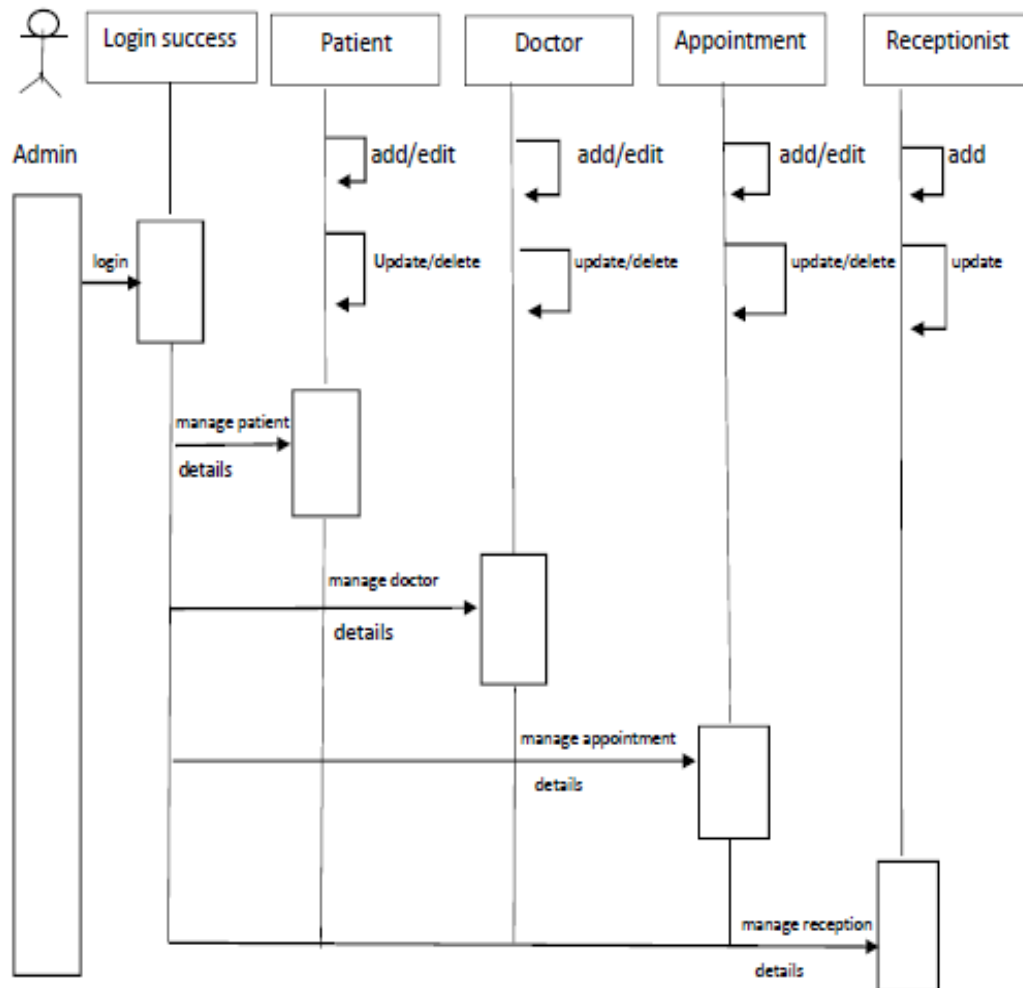 Login success
Patient
Doctor
Appointment
Receptionist
Admin
add/edit
add/edit
add/edit
add
login
Update/delete
update/delete
update/delete
update
manage patient
details
manage doctor
details
manage appointment
details
manage reception
details